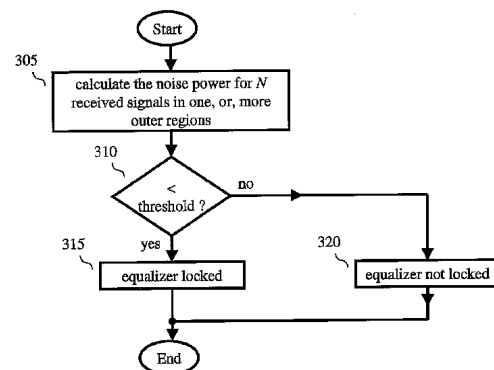 Start
305
calculate the noise power for N
received signals in one, or, more
outer regions
310
<
threshold ?
no
yes
315
equalizer locked
320
equalizer not locked
End